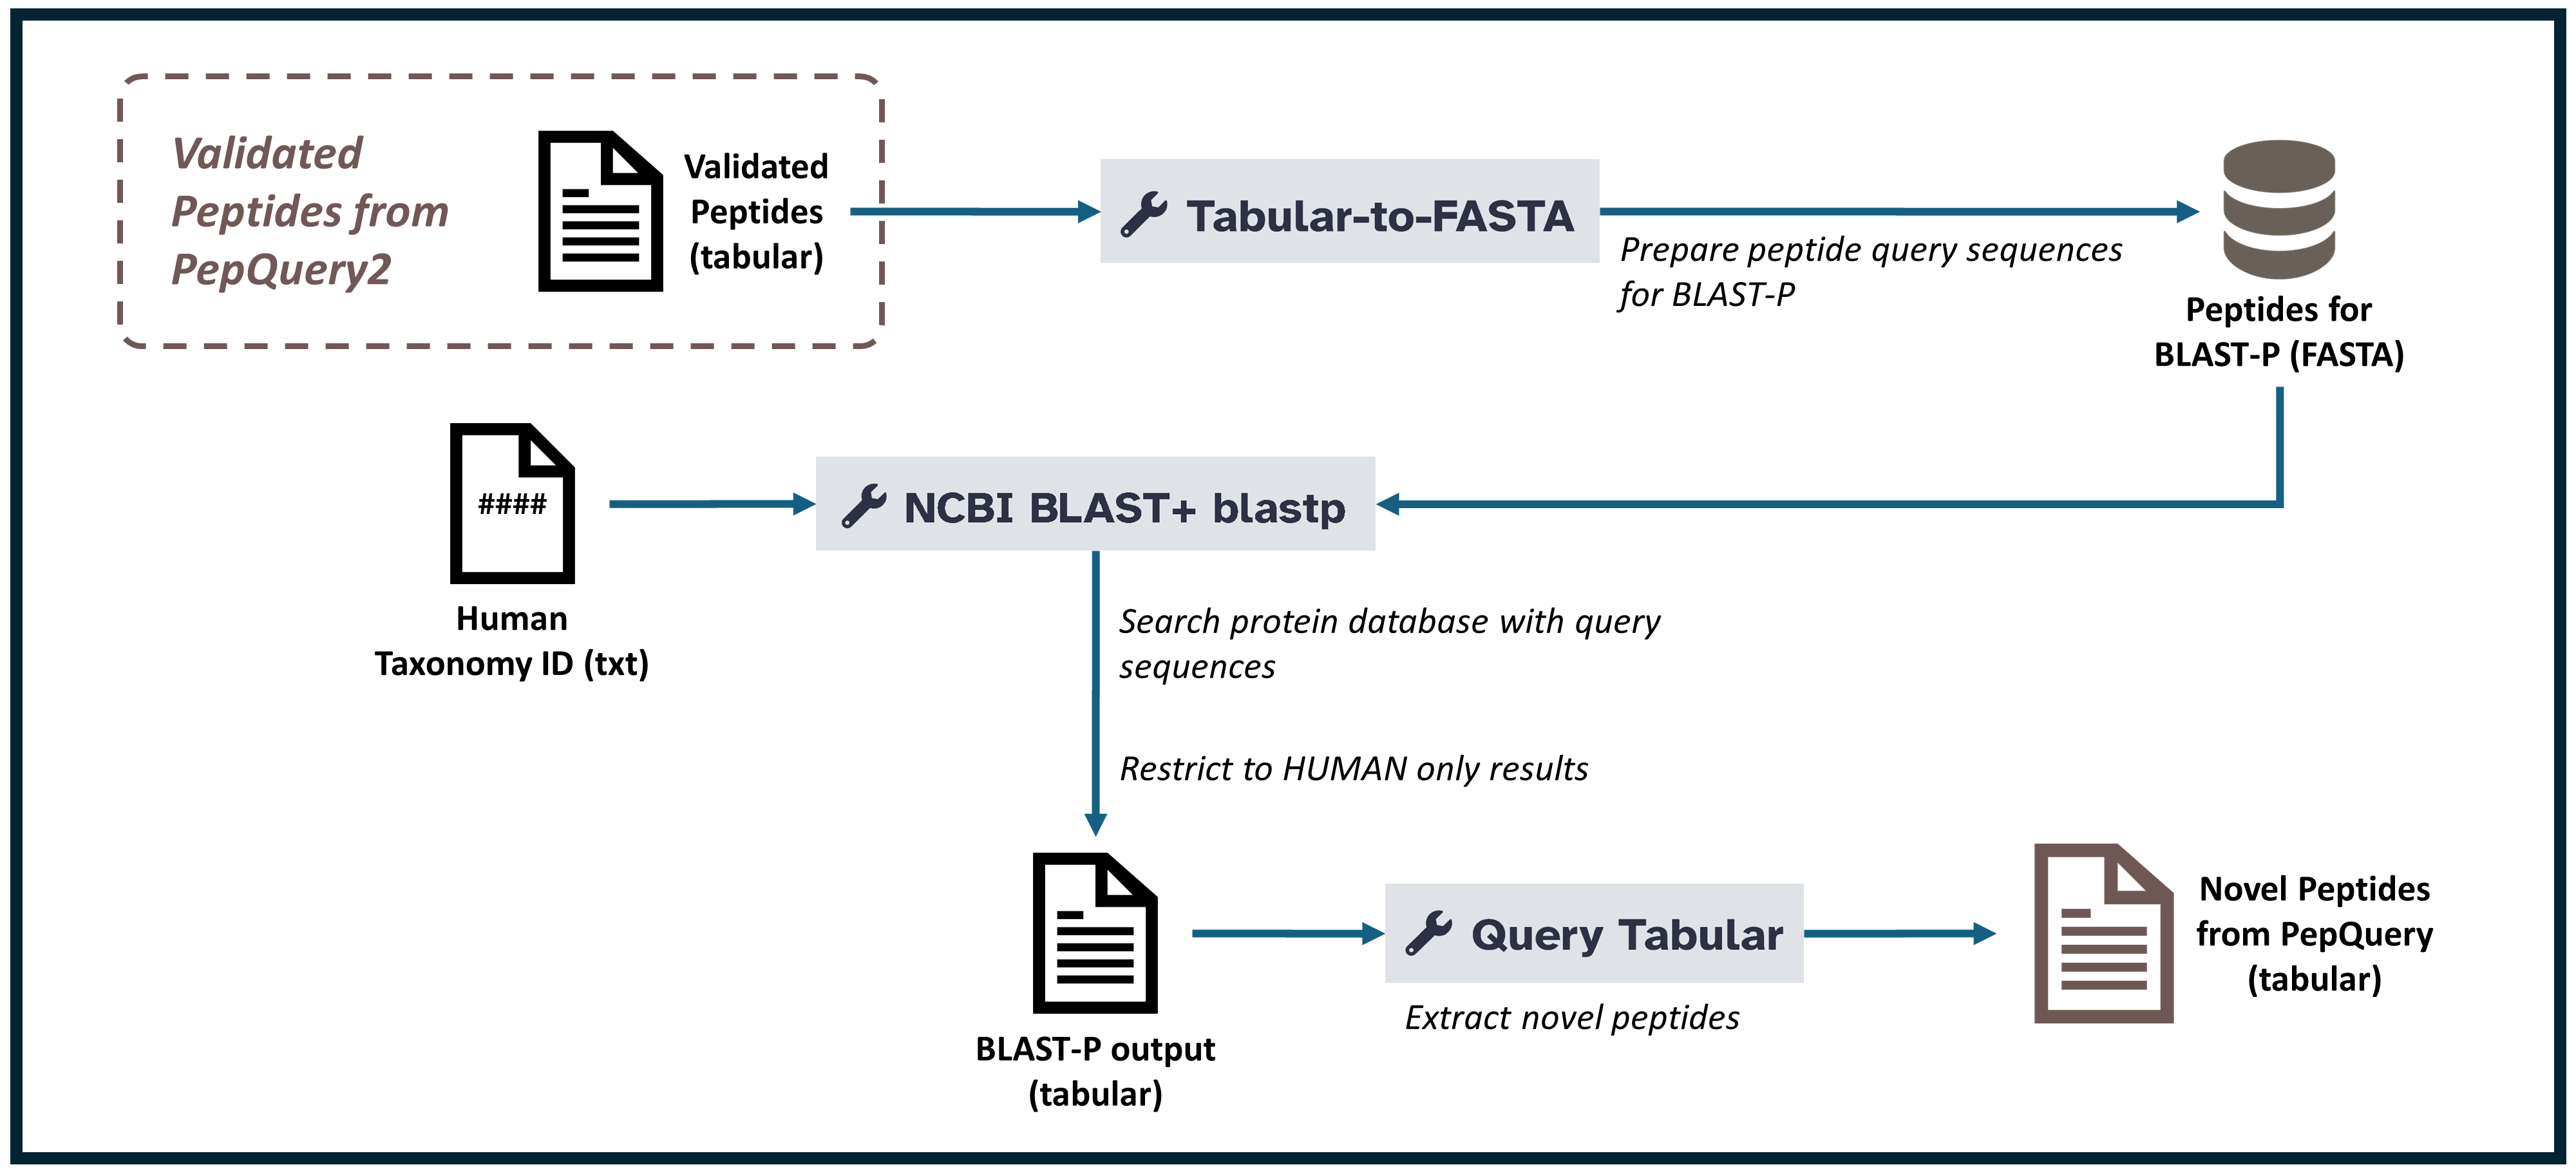 Validated
Peptides from
PepQuery2
Validated
Peptides
(tabular)
Tabular-to-FASTA
Prepare peptide query sequences
for BLAST-P
Peptides for
BLAST-P (FASTA)
####
Human
Taxonomy ID (txt)
NCBI BLAST+ blastp
Search protein database with query
sequences
Restrict to HUMAN only results
BLAST-P output
(tabular)
Query Tabular
Extract novel peptides
Novel Peptides
from PepQuery
(tabular)